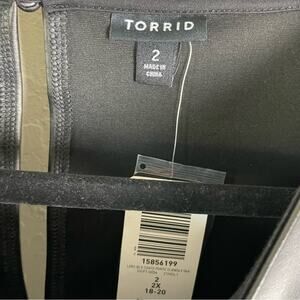 TORRID
2
MADE IN
CHINA
15856199
2
2X
18-20